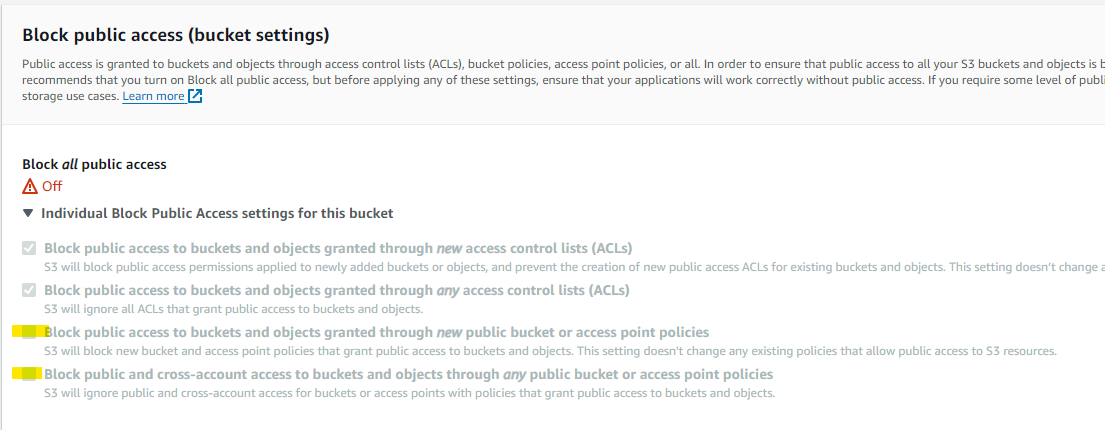 Block public access (bucket settings)
Public access is granted to buckets and objects through access control lists (ACLs), bucket policies, access point policies, or all. In order to ensure that public access to all your S3 buckets and objects is b
recommends that you turn on Block all public access, but before applying any of these settings, ensure that your applications will work correctly without public access. If you require some level of publ
storage use cases. Learn more
Block all public access
Off
Individual Block Public Access settings for this bucket
Block public access to buckets and objects granted through new access control lists (ACLs)
S3 will block public access permissions applied to newly added buckets or objects, and prevent the creation of new public access ACLs for existing buckets and objects. This setting doesn't change a
Block public access to buckets and objects granted through any access control lists (ACLs)
S3 will ignore all ACLs that grant public access to buckets and objects.
Block public access to buckets and objects granted through new public bucket or access point policies
S3 will block new bucket and access point policies that grant public access to buckets and objects. This setting doesn't change any existing policies that allow public access to S3 resources.
Block public and cross-account access to buckets and objects through any public bucket or access point policies
S3 will ignore public and cross-account access for buckets or access points with policies that grant public access to buckets and objects.